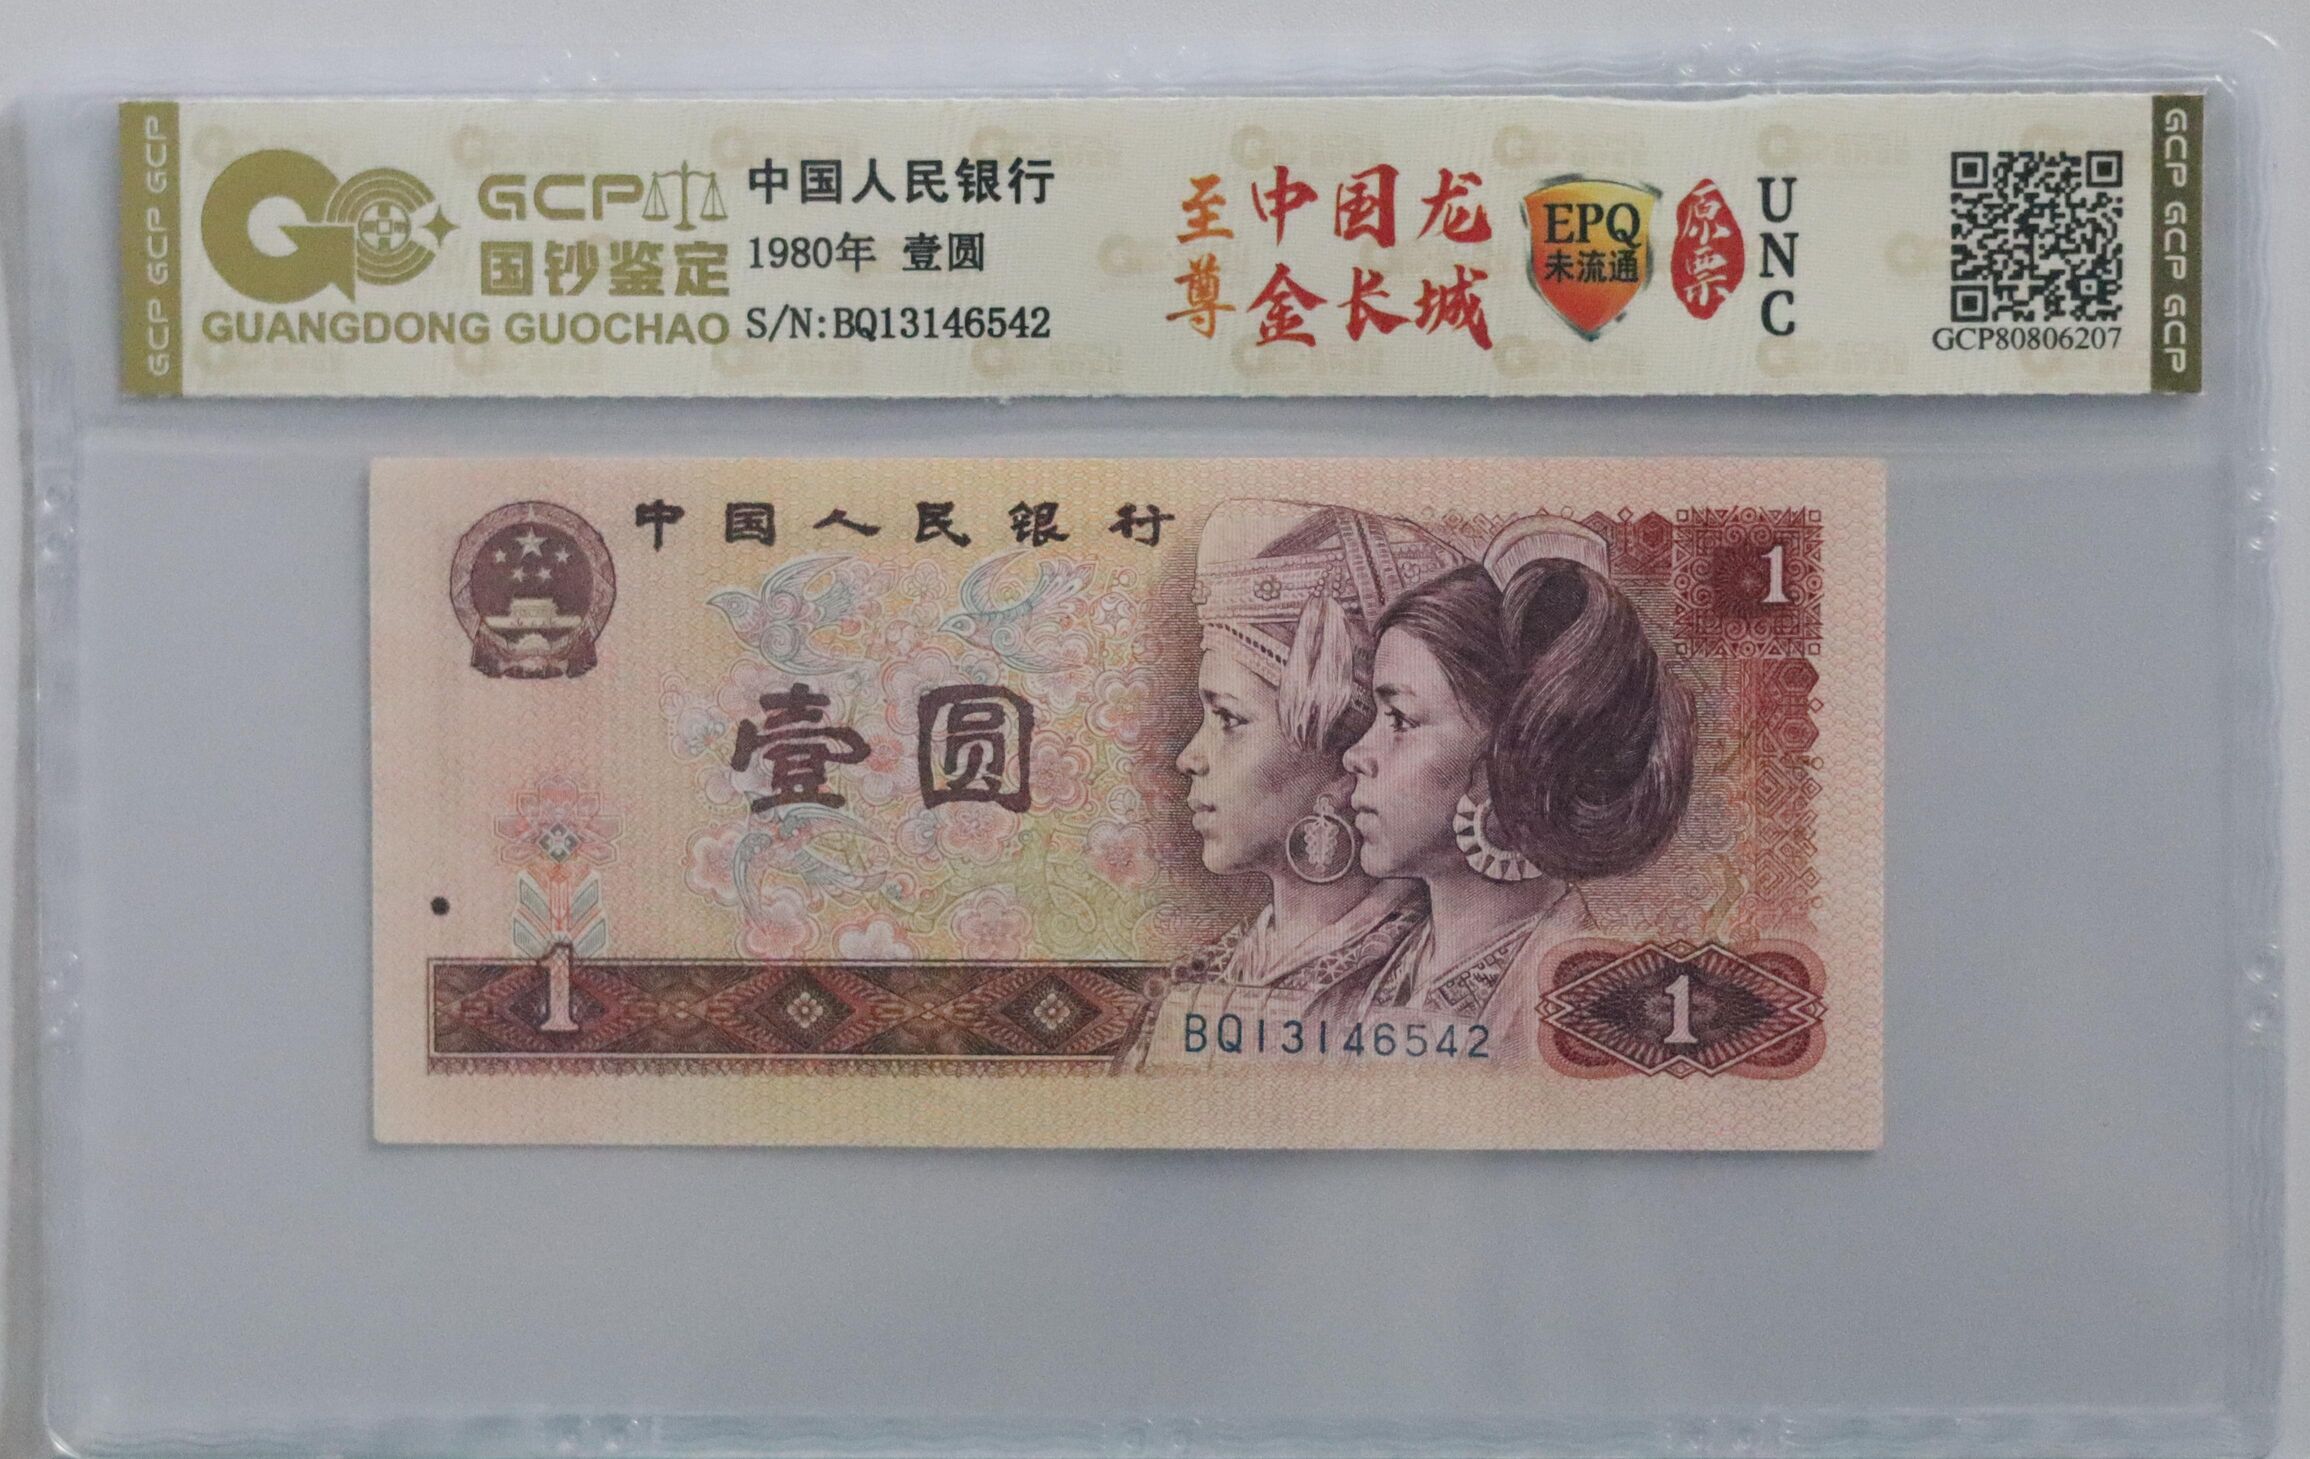 GCP GCP GCP
GCP
国钞鉴定
GUANGDONG GUOCHAO
中国人民银行
1980年 壹圆
S/N:BQ13146542
至尊
中国龙
金长城
EPQ
未流通
原票
UNC
GCP80806207
GCP GCP GCP
中国人民银行
1
壹圆
1
BQ13146542
1